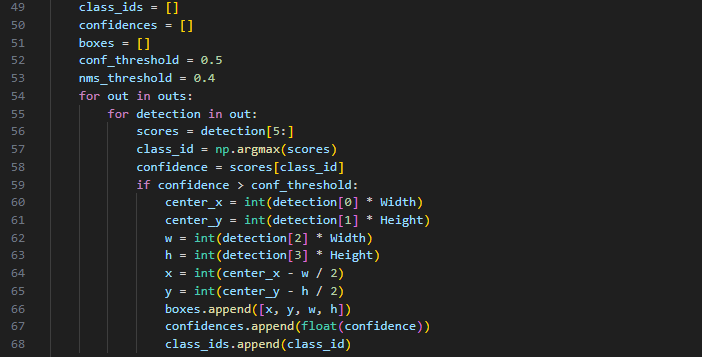 49 class_ids = []
50 confidences = []
51 boxes = []
52 conf_threshold = 0.5
53 nms_threshold = 0.4
54 for out in outs:
55 for detection in out:
56 scores = detection[5:]
57 class_id = np.argmax(scores)
58 confidence = scores[class_id]
59 if confidence > conf_threshold:
60 center_x = int(detection[0] * Width)
61 center_y = int(detection[1] * Height)
62 w = int(detection[2] * Width)
63 h = int(detection[3] * Height)
64 x = int(center_x - w / 2)
65 y = int(center_y - h / 2)
66 boxes.append([x, y, w, h])
67 confidences.append(float(confidence))
68 class_ids.append(class_id)